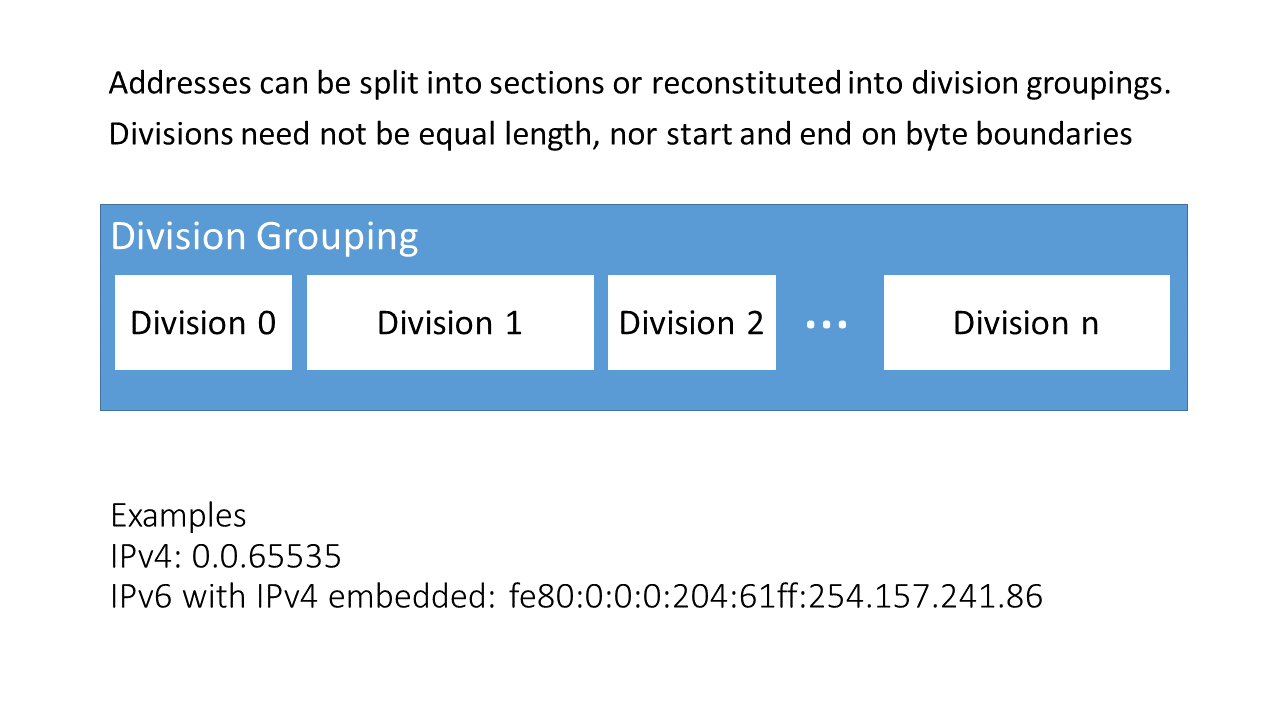 Addresses can be split into sections or reconstituted into division groupings.
Divisions need not be equal length, nor start and end on byte boundaries
Division Grouping
Division 0 Division 1 Division 2 ... Division n
Examples
IPv4: 0.0.65535
IPv6 with IPv4 embedded: fe80:0:0:0:204:61ff:254.157.241.86